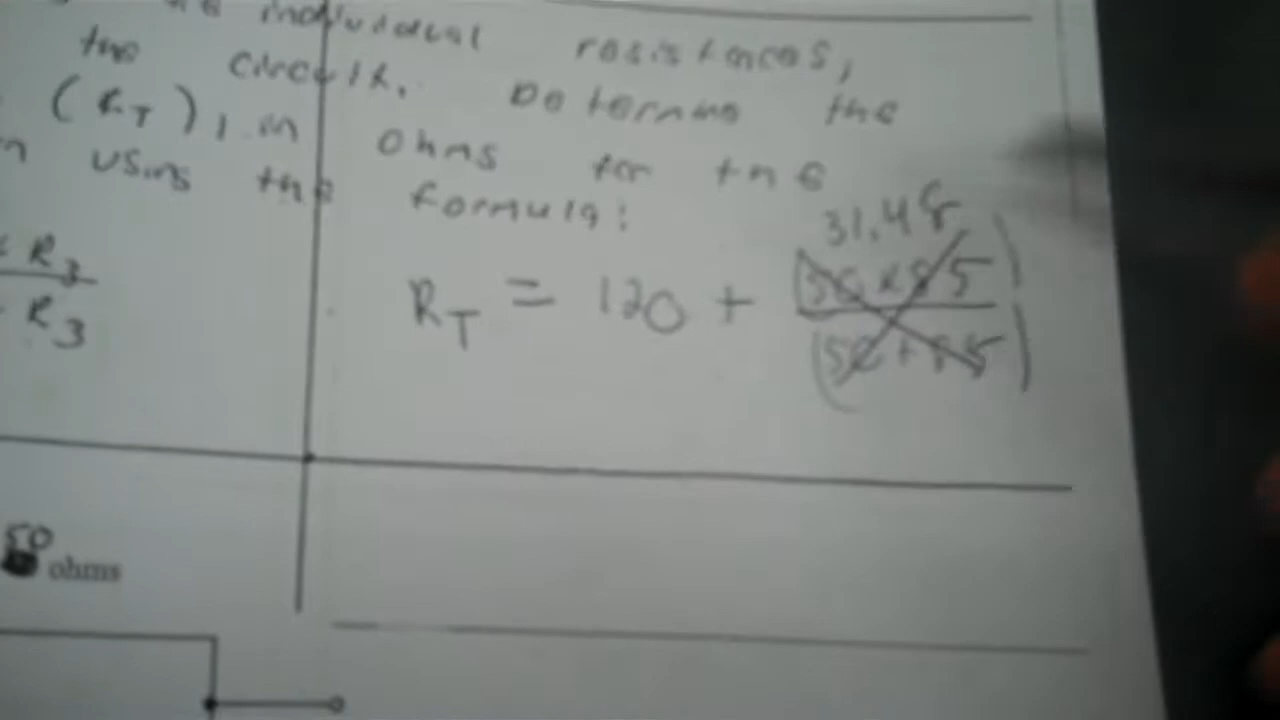 individual resistances,
the circuit. Determine the
(RT), in ohms for the
using the formula:
31.48
R3
R3
RT = 120 + (50 x 85)
(50 + 85)
50
ohms